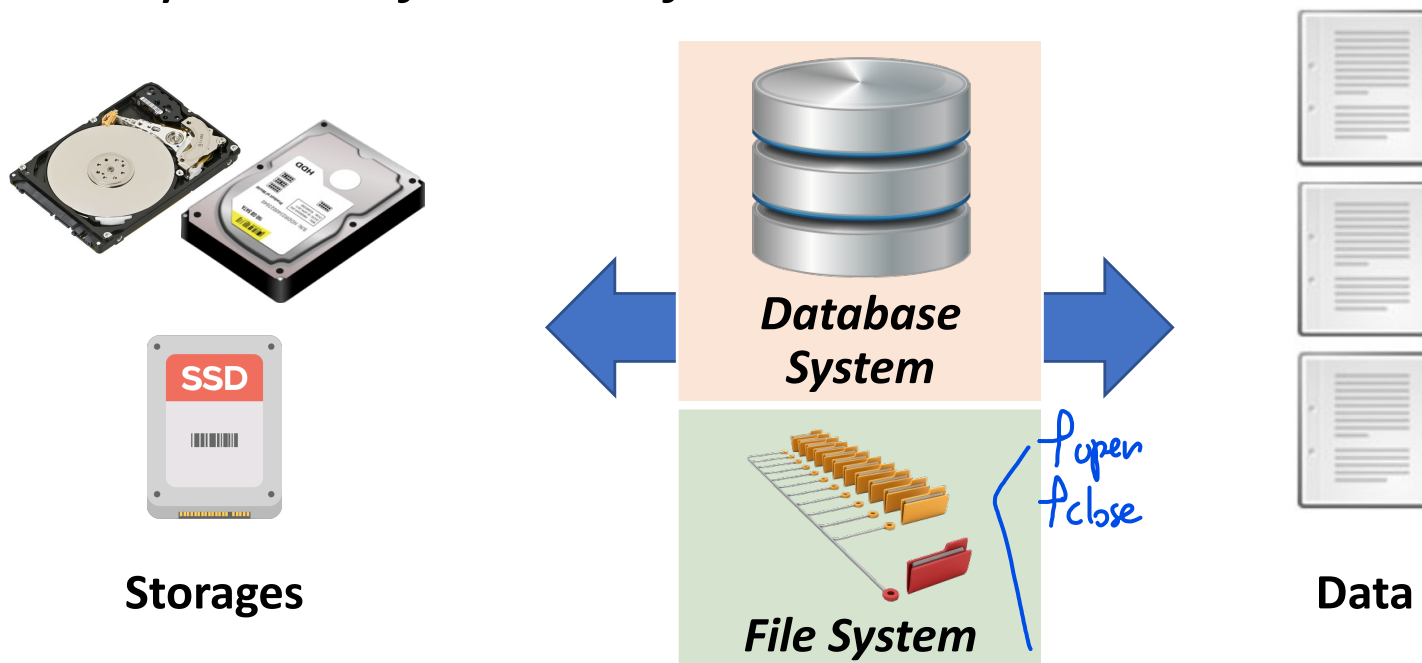 HDD
SSD
Storages
Database
System
fopen
fclose
File System
Data